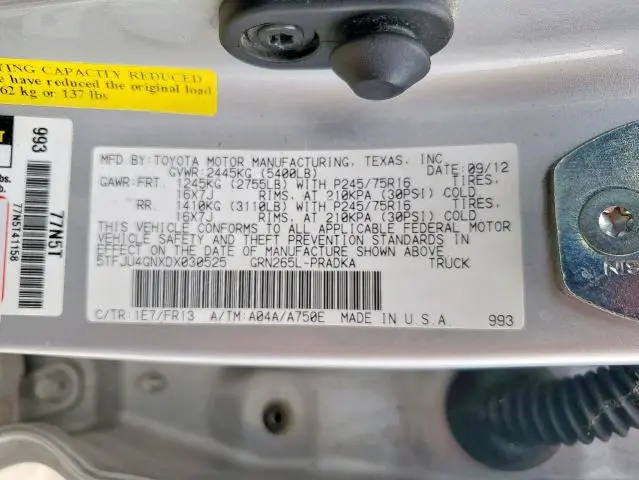 TING CAPACITY REDUCED
e have reduced the original load
62 kg or 137 lbs
993
77N5T
77N5T41158
bs.
MFD BY:TOYOTA MOTOR MANUFACTURING, TEXAS, INC.
GVWR:2445KG (5400LB) DATE:09/12
GAWR:FRT. 1245KG (2755LB) WITH P245/75R16 TIRES,
16X7J RIMS, AT 210KPA (30PSI) COLD
RR. 1410KG (3110LB) WITH P245/75R16 TIRES,
16X7J RIMS, AT 210KPA (30PSI) COLD
THIS VEHICLE CONFORMS TO ALL APPLICABLE FEDERAL MOTOR
VEHICLE SAFETY AND THEFT PREVENTION STANDARDS IN
EFFECT ON THE DATE OF MANUFACTURE SHOWN ABOVE
5TFJU4GNXDX030525 GRN265L-PRADKA TRUCK
C/TR:1E7/FR13 A/TM:A04A/A750E MADE IN U.S.A. 993